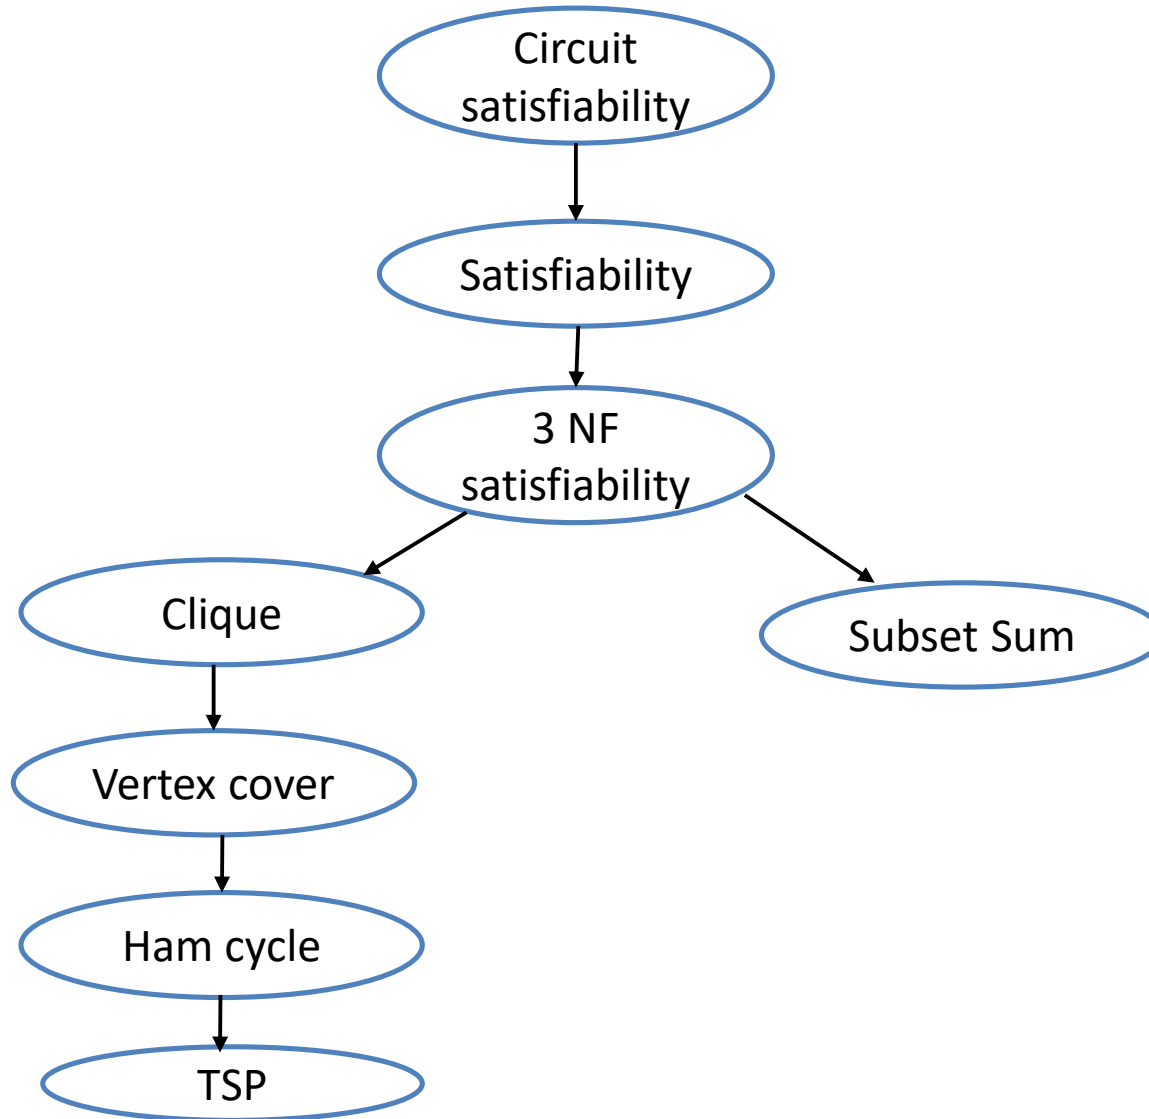 Circuit
satisfiability
Satisfiability
3 NF
satisfiability
Clique
Subset Sum
Vertex cover
Ham cycle
TSP